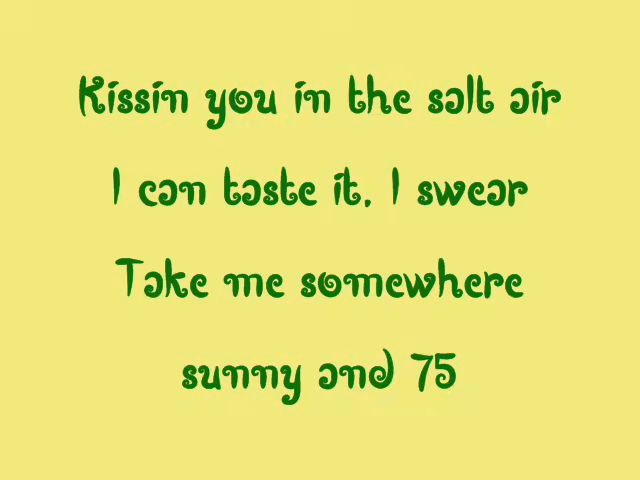 Kissin you in the salt air
I can taste it, I swear
Take me somewhere
sunny and 75